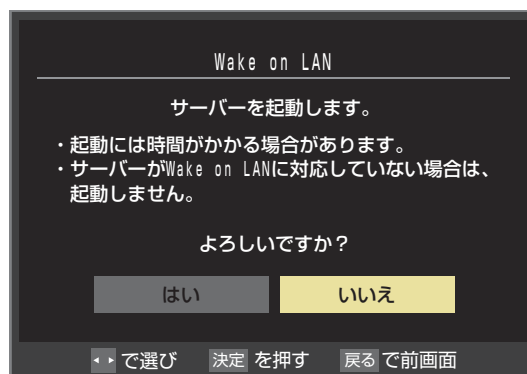 Wake on LAN
サーバーを起動します。
・起動には時間がかかる場合があります。
・サーバーがWake on LANに対応していない場合は、
起動しません。
よろしいですか？
はい いいえ
で選び 決定 を押す 戻る で前画面